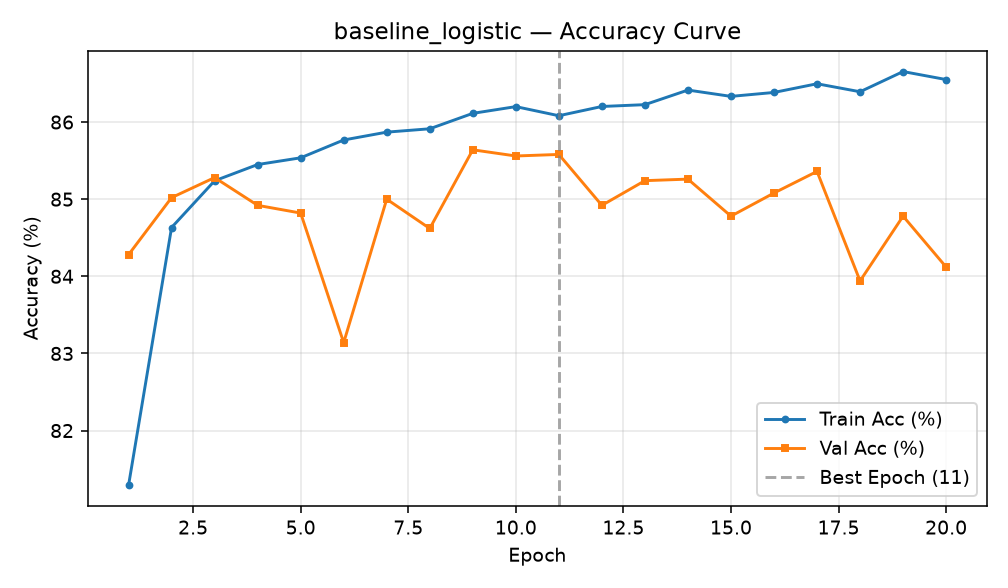 baseline_logistic — Accuracy Curve
Accuracy (%)
86
85
84
83
82
Train Acc (%)
Val Acc (%)
Best Epoch (11)
2.5 5.0 7.5 10.0 12.5 15.0 17.5 20.0
Epoch